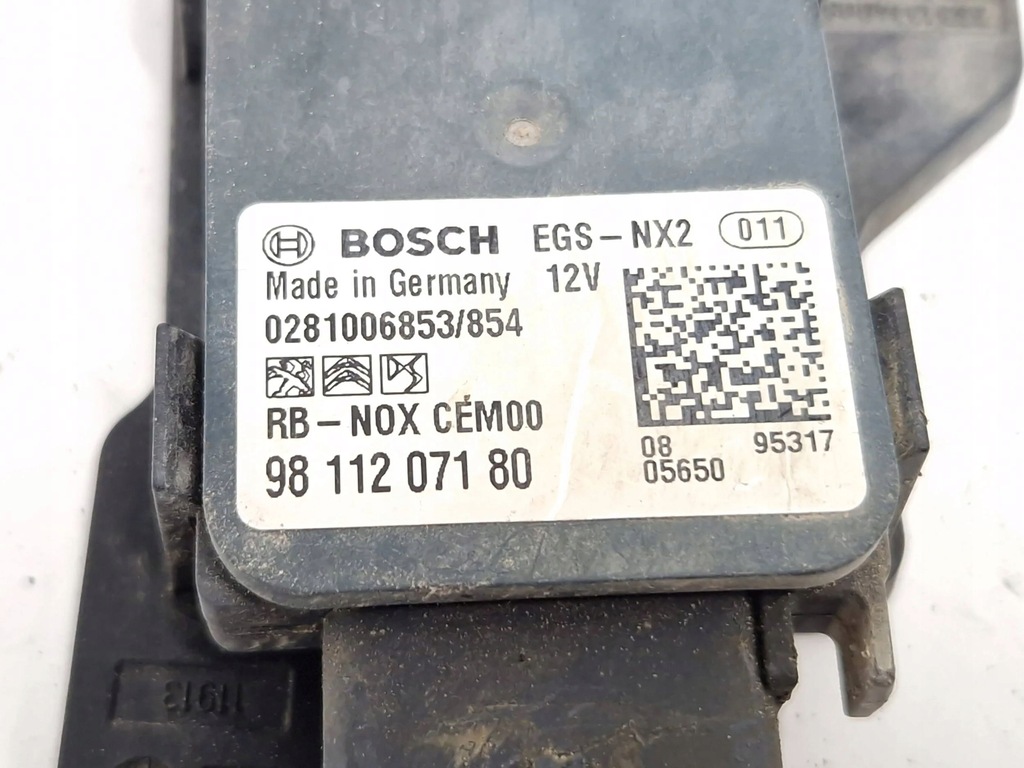 BOSCH EGS-NX2 011
Made in Germany 12V
0281006853/854
RB-NOX CEM00
98 112 071 80
08 95317
05650
11913